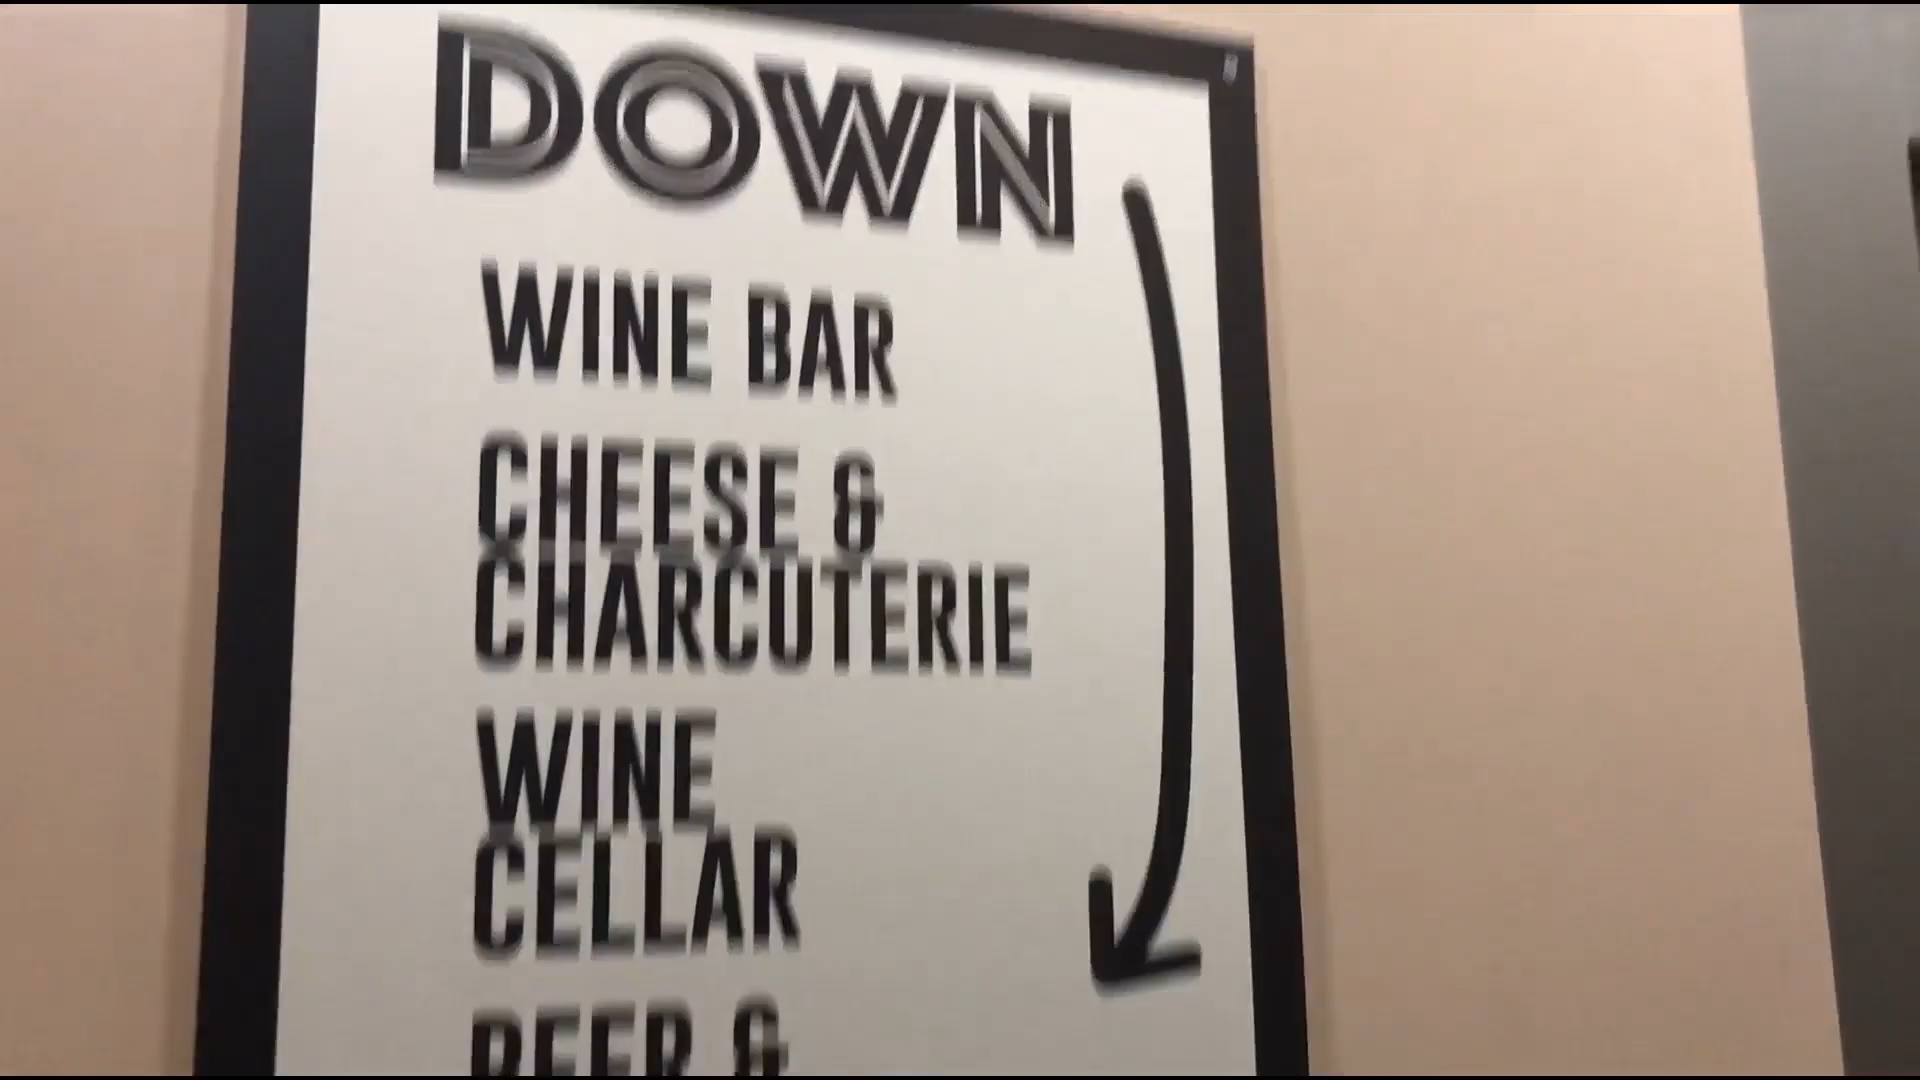 DOWN
WINE BAR
CHEESE &
CHARCUTERIE
WINE
CELLAR
BEER &